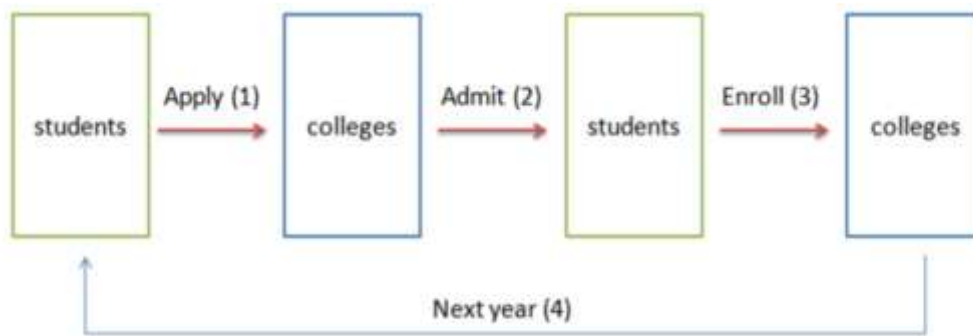 Apply (1)
Admit (2)
Enroll (3)
students
colleges
students
colleges
Next year (4)